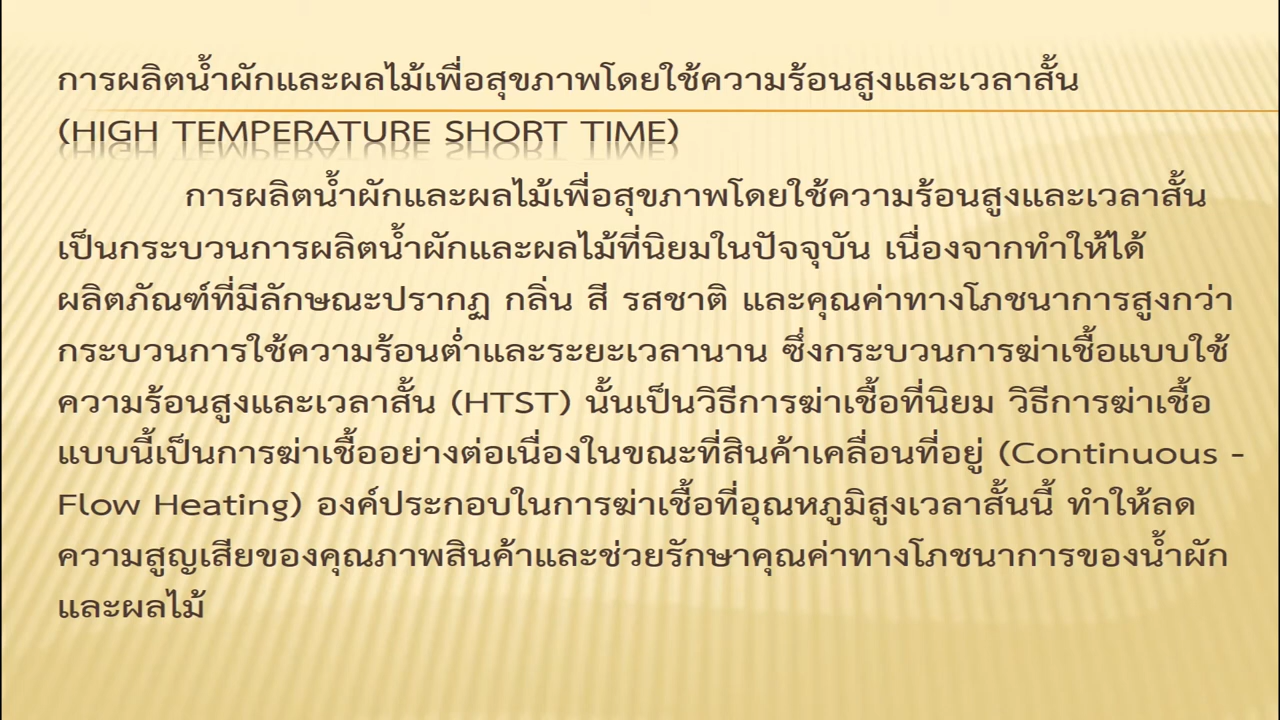 การผลิตน้ำผักและผลไม้เพื่อสุขภาพโดยใช้ความร้อนสูงและเวลาสั้น
(HIGH TEMPERATURE SHORT TIME)
การผลิตน้ำผักและผลไม้เพื่อสุขภาพโดยใช้ความร้อนสูงและเวลาสั้น
เป็นกระบวนการผลิตน้ำผักและผลไม้ที่นิยมในปัจจุบัน เนื่องจากทำให้ได้
ผลิตภัณฑ์ที่มีลักษณะปรากฏ กลิ่น สี รสชาติ และคุณค่าทางโภชนาการสูงกว่า
กระบวนการใช้ความร้อนต่ำและระยะเวลานาน ซึ่งกระบวนการฆ่าเชื้อแบบใช้
ความร้อนสูงและเวลาสั้น (HTST) นั้นเป็นวิธีการฆ่าเชื้อที่นิยม วิธีการฆ่าเชื้อ
แบบนี้เป็นการฆ่าเชื้ออย่างต่อเนื่องในขณะที่สินค้าเคลื่อนที่อยู่ (Continuous -
Flow Heating) องค์ประกอบในการฆ่าเชื้อที่อุณหภูมิสูงเวลาสั้นนี้ ทำให้ลด
ความสูญเสียของคุณภาพสินค้าและช่วยรักษาคุณค่าทางโภชนาการของน้ำผัก
และผลไม้